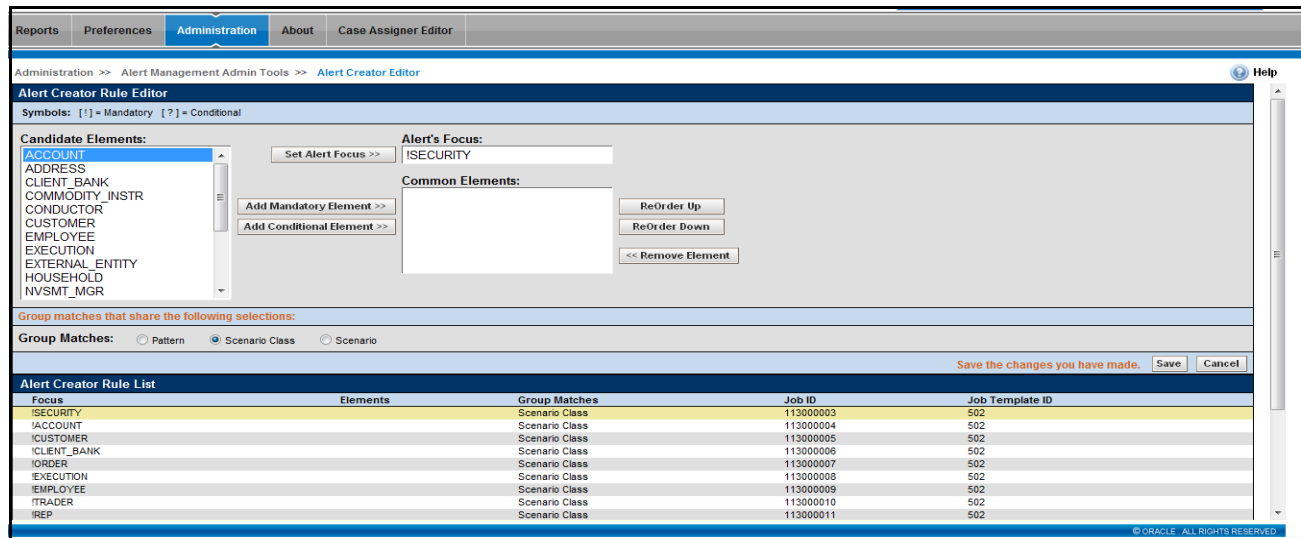 Reports Preferences Administration About Case Assigner Editor
Administration >> Alert Management Admin Tools >> Alert Creator Editor
Help
Alert Creator Rule Editor
Symbols: [ ! ] = Mandatory [ ? ] = Conditional
Candidate Elements:
Alert's Focus:
ACCOUNT
ADDRESS
CLIENT_BANK
COMMODITY_INSTR
CONDUCTOR
CUSTOMER
EMPLOYEE
EXECUTION
EXTERNAL_ENTITY
HOUSEHOLD
NVSMT_MGR
Set Alert Focus >>
!SECURITY
Common Elements:
Add Mandatory Element >>
Add Conditional Element >>
ReOrder Up
ReOrder Down
<< Remove Element
Group matches that share the following selections:
Group Matches: Pattern Scenario Class Scenario
Save the changes you have made. Save Cancel
Alert Creator Rule List
Focus Elements Group Matches Job ID Job Template ID
!SECURITY Scenario Class 113000003 502
!ACCOUNT Scenario Class 113000004 502
!CUSTOMER Scenario Class 113000005 502
!CLIENT_BANK Scenario Class 113000006 502
!ORDER Scenario Class 113000007 502
!EXECUTION Scenario Class 113000008 502
!EMPLOYEE Scenario Class 113000009 502
!TRADER Scenario Class 113000010 502
!REP Scenario Class 113000011 502
© ORACLE . ALL RIGHTS RESERVED